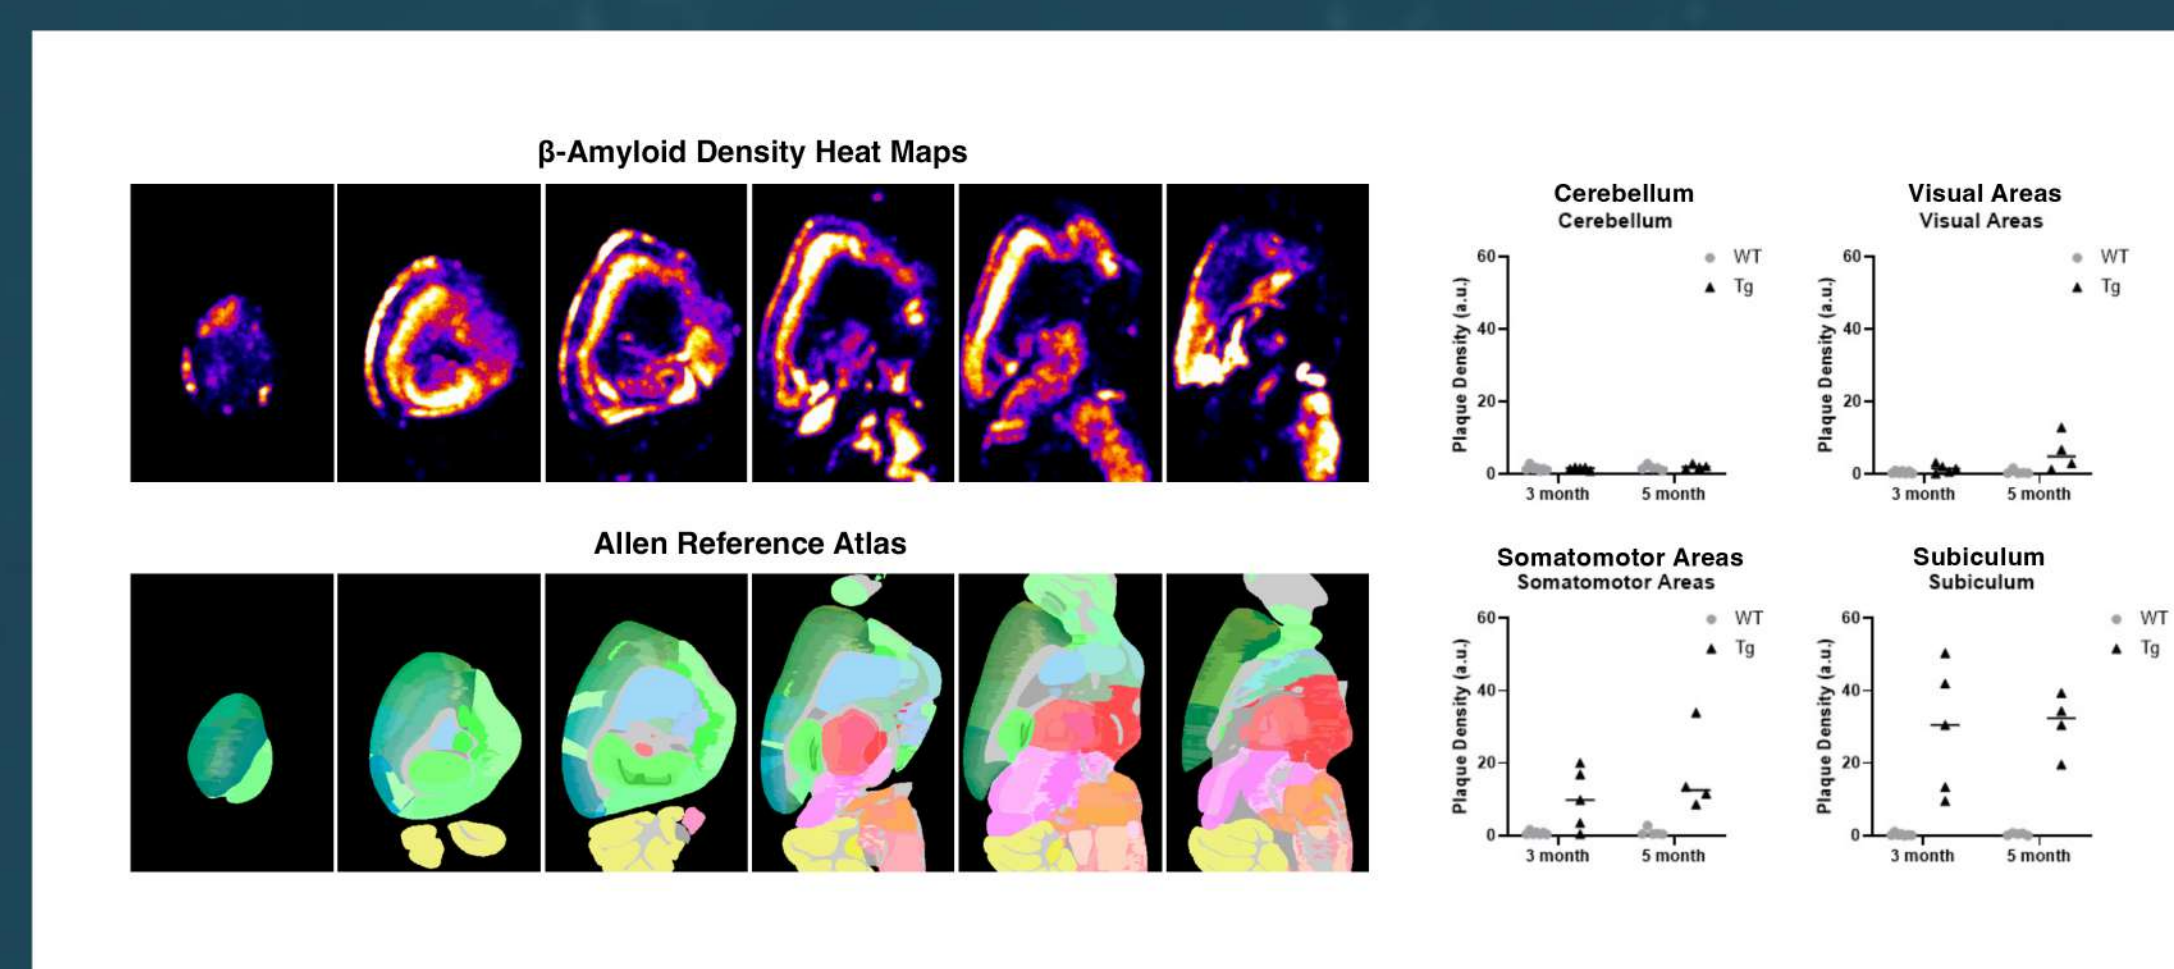 β-Amyloid Density Heat Maps
Allen Reference Atlas
Cerebellum
Cerebellum
60
40
20
0
Plaque Density (a.u.)
WT
Tg
3 month
5 month
Visual Areas
Visual Areas
60
40
20
0
Plaque Density (a.u.)
WT
Tg
3 month
5 month
Somatomotor Areas
Somatomotor Areas
60
40
20
0
Plaque Density (a.u.)
WT
Tg
3 month
5 month
Subiculum
Subiculum
60
40
20
0
Plaque Density (a.u.)
WT
Tg
3 month
5 month